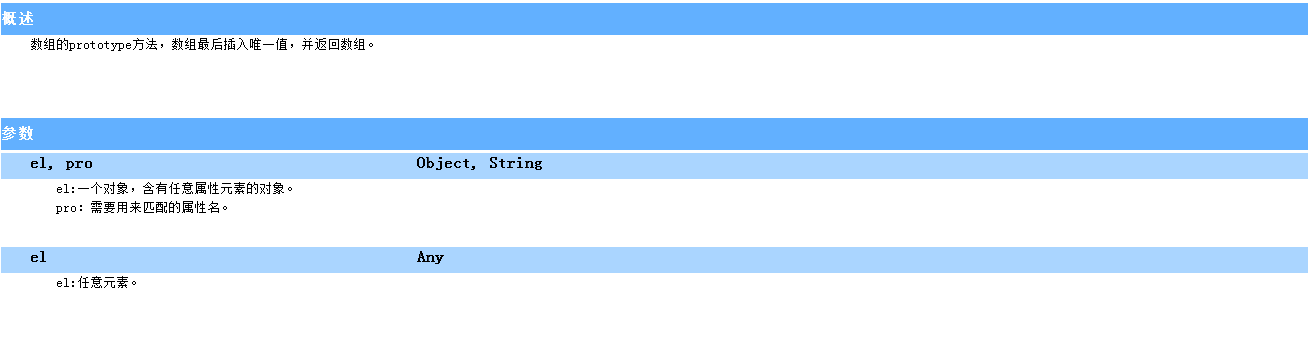 概述
数组的prototype方法，数组最后插入唯一值，并返回数组。
参数
el, pro Object, String
el:一个对象，含有任意属性元素的对象。
pro：需要用来匹配的属性名。
el Any
el:任意元素。